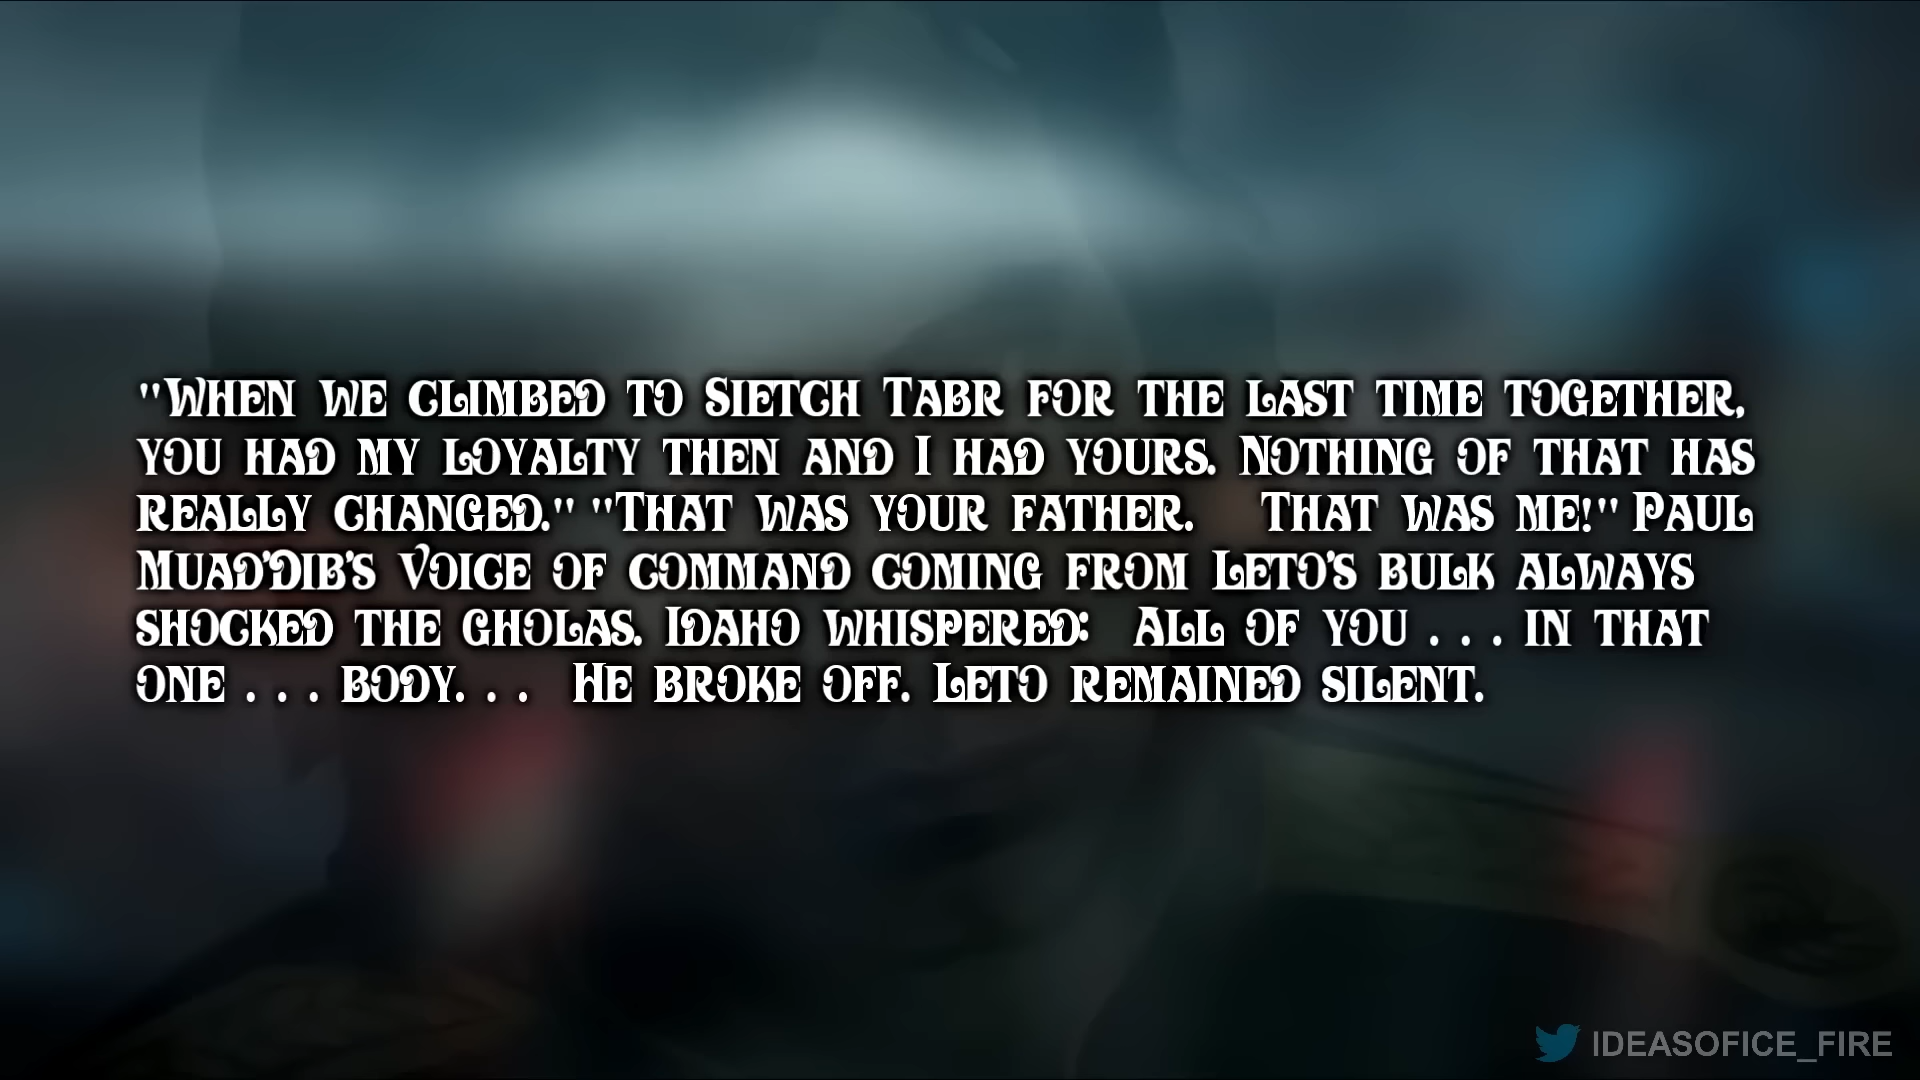 "When we climbed to Sietch Tabr for the last time together,
you had my loyalty then and I had yours. Nothing of that has
really changed." "That was your father.   That was me!" Paul
Muad'Dib's Voice of command coming from Leto's bulk always
shocked the gholas. Idaho whispered:  All of you . . . in that
one . . . body. . .  He broke off. Leto remained silent.
IDEASOFICE_FIRE